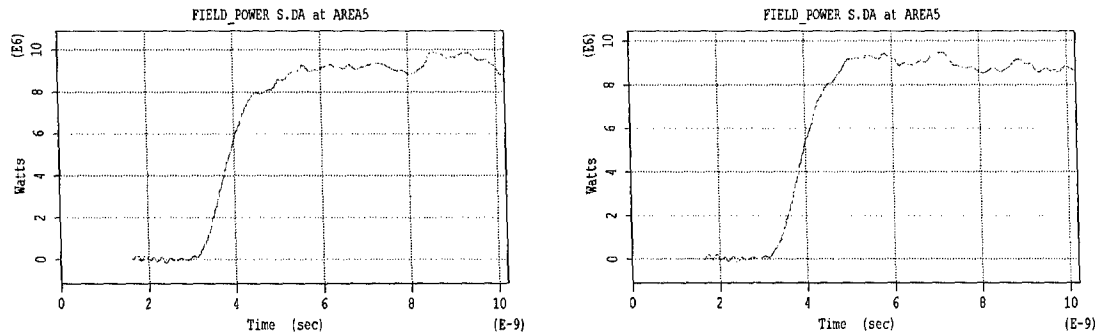 FIELD_POWER S.DA at AREA5
(E6)
10
8
6
4
2
0
Watts
0 2 4 6 8 10
Time (sec) (E-9)
FIELD_POWER S.DA at AREA5
(E6)
10
8
6
4
2
0
Watts
0 2 4 6 8 10
Time (sec) (E-9)